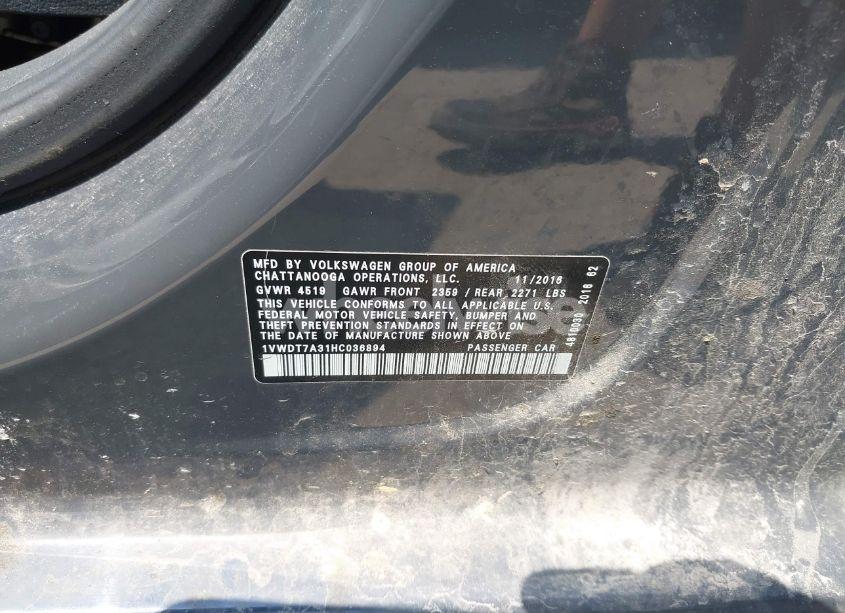 MFD BY VOLKSWAGEN GROUP OF AMERICA
CHATTANOOGA OPERATIONS, LLC. 11/2016
GVWR 4519 GAWR FRONT 2359 / REAR 2271 LBS
THIS VEHICLE CONFORMS TO ALL APPLICABLE U.S.
FEDERAL MOTOR VEHICLE SAFETY, BUMPER AND
THEFT PREVENTION STANDARDS IN EFFECT ON
THE DATE OF MANUFACTURE SHOWN ABOVE
1VWDT7A31HC036894 PASSENGER CAR
2016 62